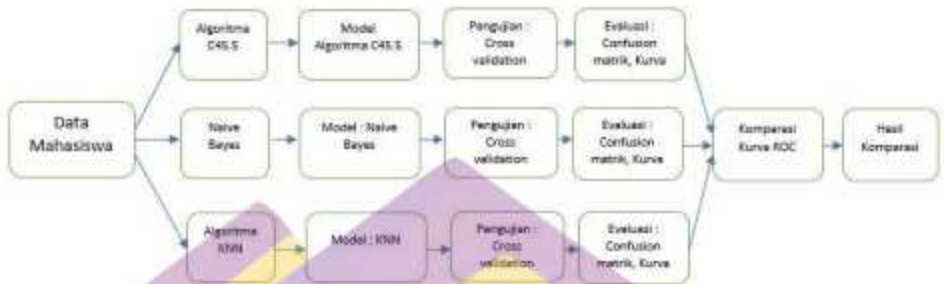 Data
Mahasiswa
Algoritma
C45.5
Model
Algoritma C45.5
Pengujian :
Cross
validation
Evaluasi :
Confusion
matrik, Kurva
Naive
Bayes
Model : Naive
Bayes
Pengujian :
Cross
validation
Evaluasi :
Confusion
matrik, Kurva
Algoritma
KNN
Model : KNN
Pengujian :
Cross
validation
Evaluasi :
Confusion
matrik, Kurva
Komparasi
Kurva ROC
Hasil
Komparasi